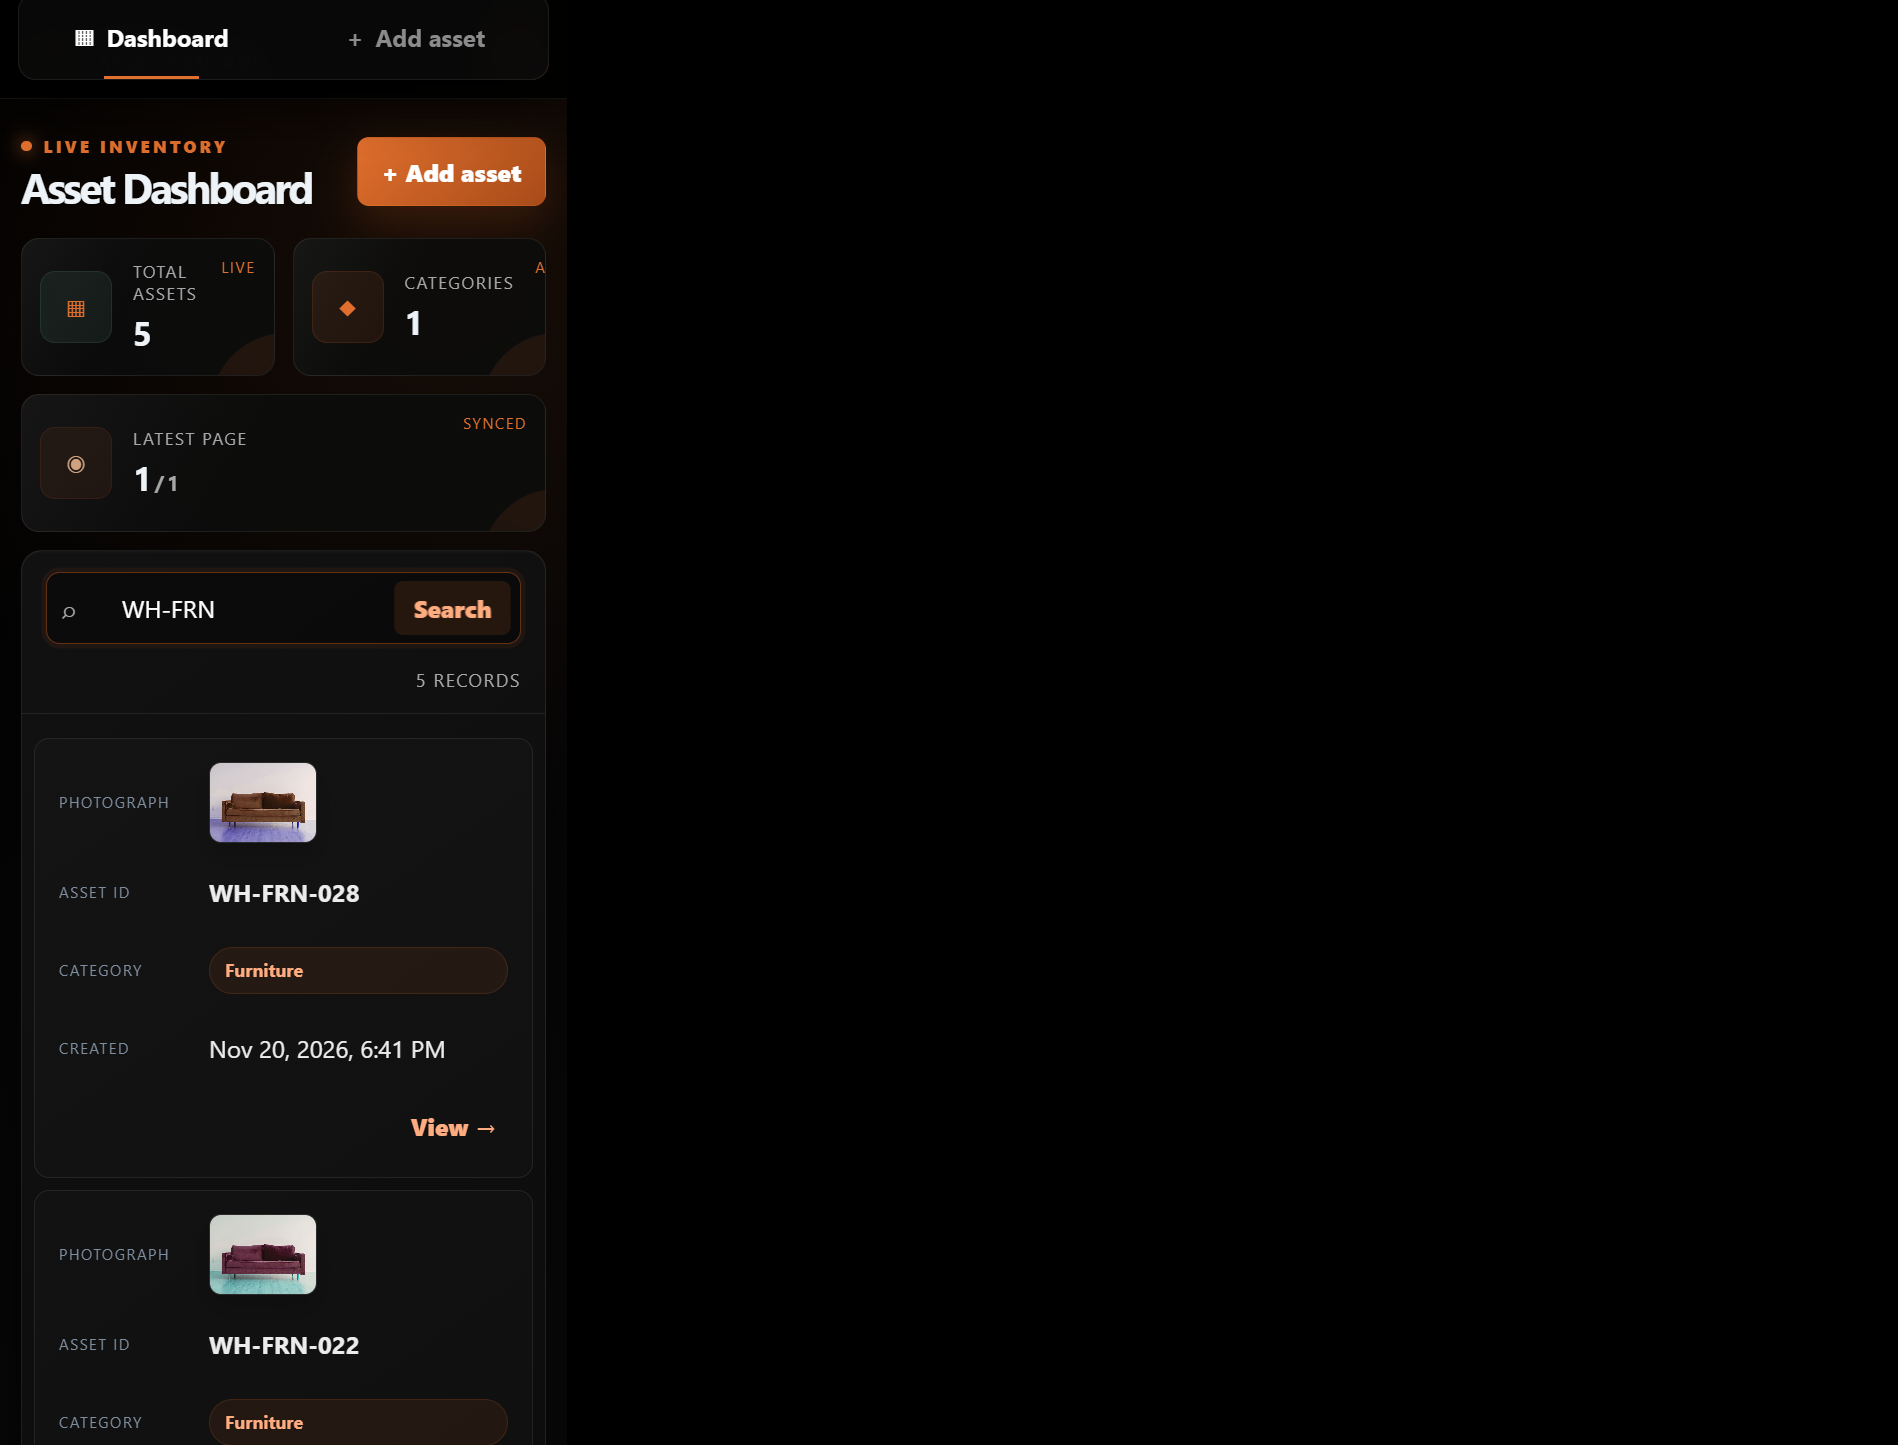 Dashboard
+ Add asset
LIVE INVENTORY
Asset Dashboard
+ Add asset
TOTAL ASSETS
LIVE
5
CATEGORIES
A
1
LATEST PAGE
SYNCED
1/1
WH-FRN
Search
5 RECORDS
PHOTOGRAPH
ASSET ID
WH-FRN-028
CATEGORY
Furniture
CREATED
Nov 20, 2026, 6:41 PM
View →
PHOTOGRAPH
ASSET ID
WH-FRN-022
CATEGORY
Furniture